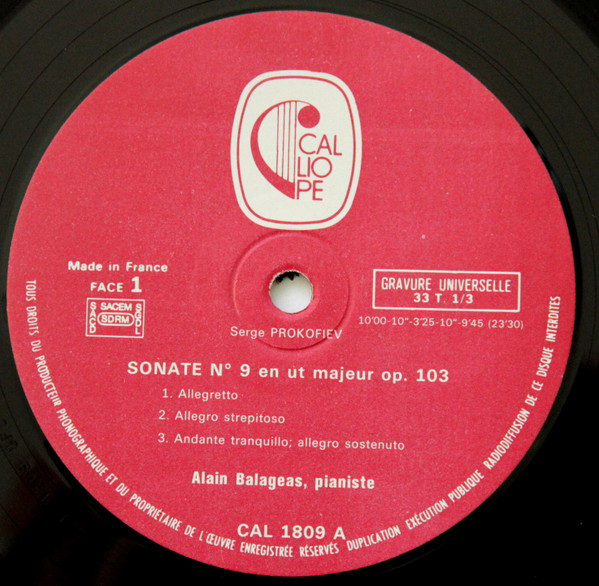 CAL
LIO
PE
Made in France
FACE 1
SACEM
SACD
SDRM
SGDL
GRAVURE UNIVERSELLE
33 T. 1/3
Serge PROKOFIEV
10'00-10"-3'25-10"-9'45 (23'30)
SONATE N° 9 en ut majeur op. 103
1. Allegretto
2. Allegro strepitoso
3. Andante tranquillo; allegro sostenuto
Alain Balageas, pianiste
CAL 1809 A
TOUS DROITS DU PRODUCTEUR PHONOGRAPHIQUE ET DU PROPRIETAIRE DE L'ŒUVRE ENREGISTRÉE RÉSERVÉS DUPLICATION EXÉCUTION PUBLIQUE RADIODIFFUSION DE CE DISQUE INTERDITES